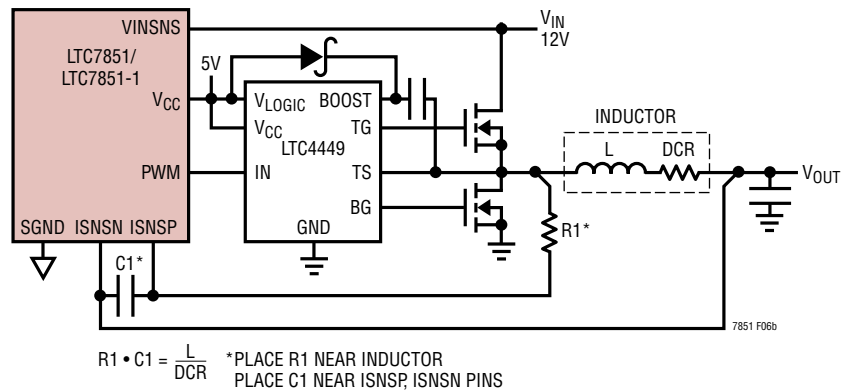 VINSNS
VIN
12V
LTC7851/
LTC7851-1
5V
VCC
VLOGIC
BOOST
INDUCTOR
VCC
TG
L
DCR
LTC4449
PWM
IN
TS
VOUT
BG
SGND
ISNSN
ISNSP
GND
R1*
C1*
7851 F06b
R1 • C1 = L
DCR
*PLACE R1 NEAR INDUCTOR
PLACE C1 NEAR ISNSP, ISNSN PINS